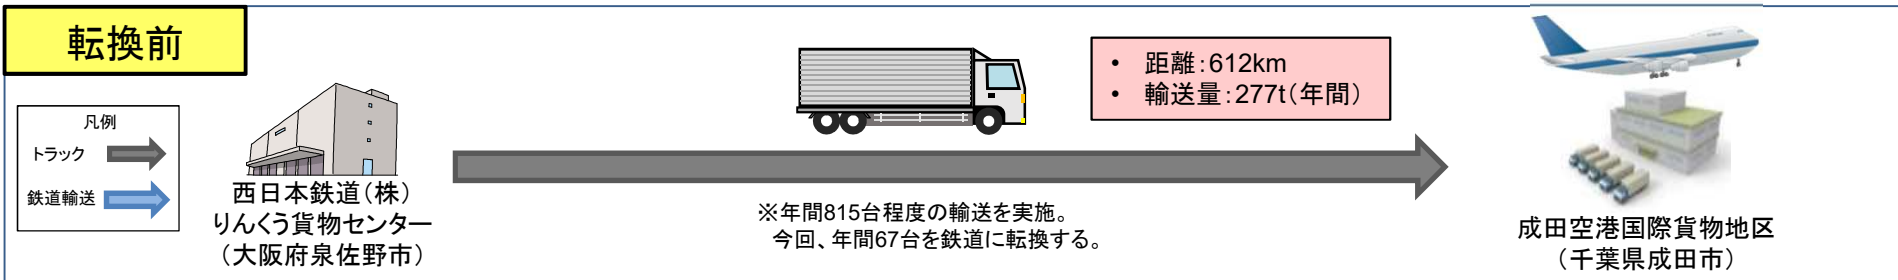 転換前
凡例
トラック
鉄道輸送
西日本鉄道(株)
りんくう貨物センター
(大阪府泉佐野市)
• 距離:612km
• 輸送量:277t(年間)
※年間815台程度の輸送を実施。
今回、年間67台を鉄道に転換する。
成田空港国際貨物地区
(千葉県成田市)